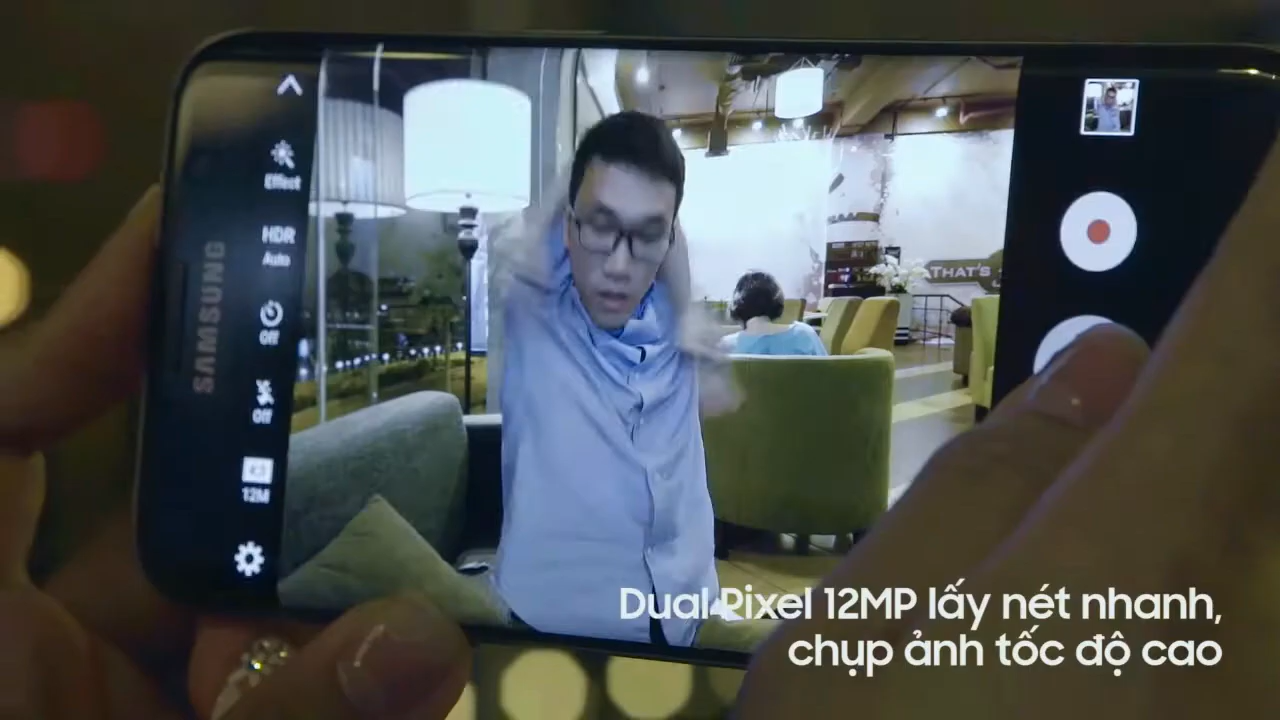 SAMSUNG
Effect
HDR
Auto
Off
Off
12M
THAT'S
Dual Pixel 12MP lấy nét nhanh,
chụp ảnh tốc độ cao